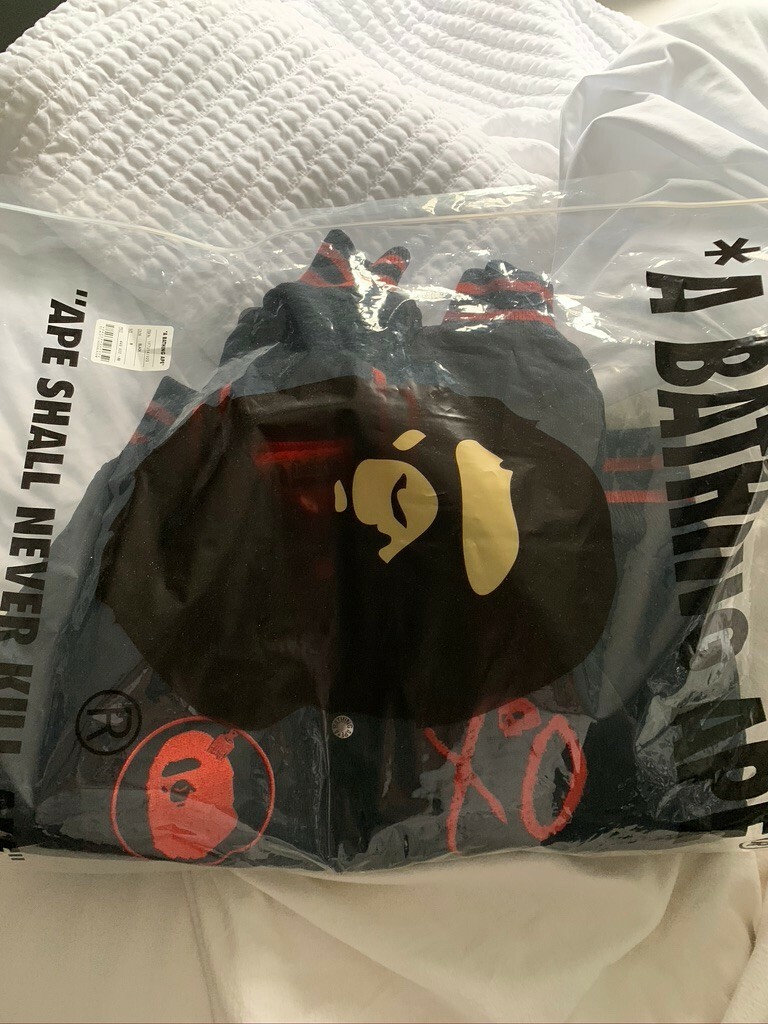 "APE SHALL NEVER KILL
*A BATHING APE®
®
XO